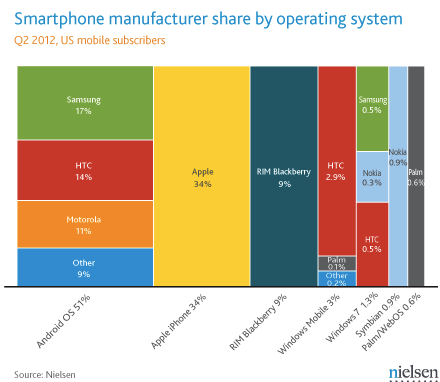 Smartphone manufacturer share by operating system
Q2 2012, US mobile subscribers
Samsung
17%
HTC
14%
Motorola
11%
Other
9%
Apple
34%
RIM Blackberry
9%
HTC
2.9%
Palm
0.1%
Other
0.2%
Samsung
0.5%
Nokia
0.3%
HTC
0.5%
Nokia
0.9%
Palm
0.6%
Android OS 51%
Apple iPhone 34%
RIM Blackberry 9%
Windows Mobile 3%
Windows 7 1.3%
Symbian 0.9%
Palm/WebOS 0.6%
Source: Nielsen
nielsen